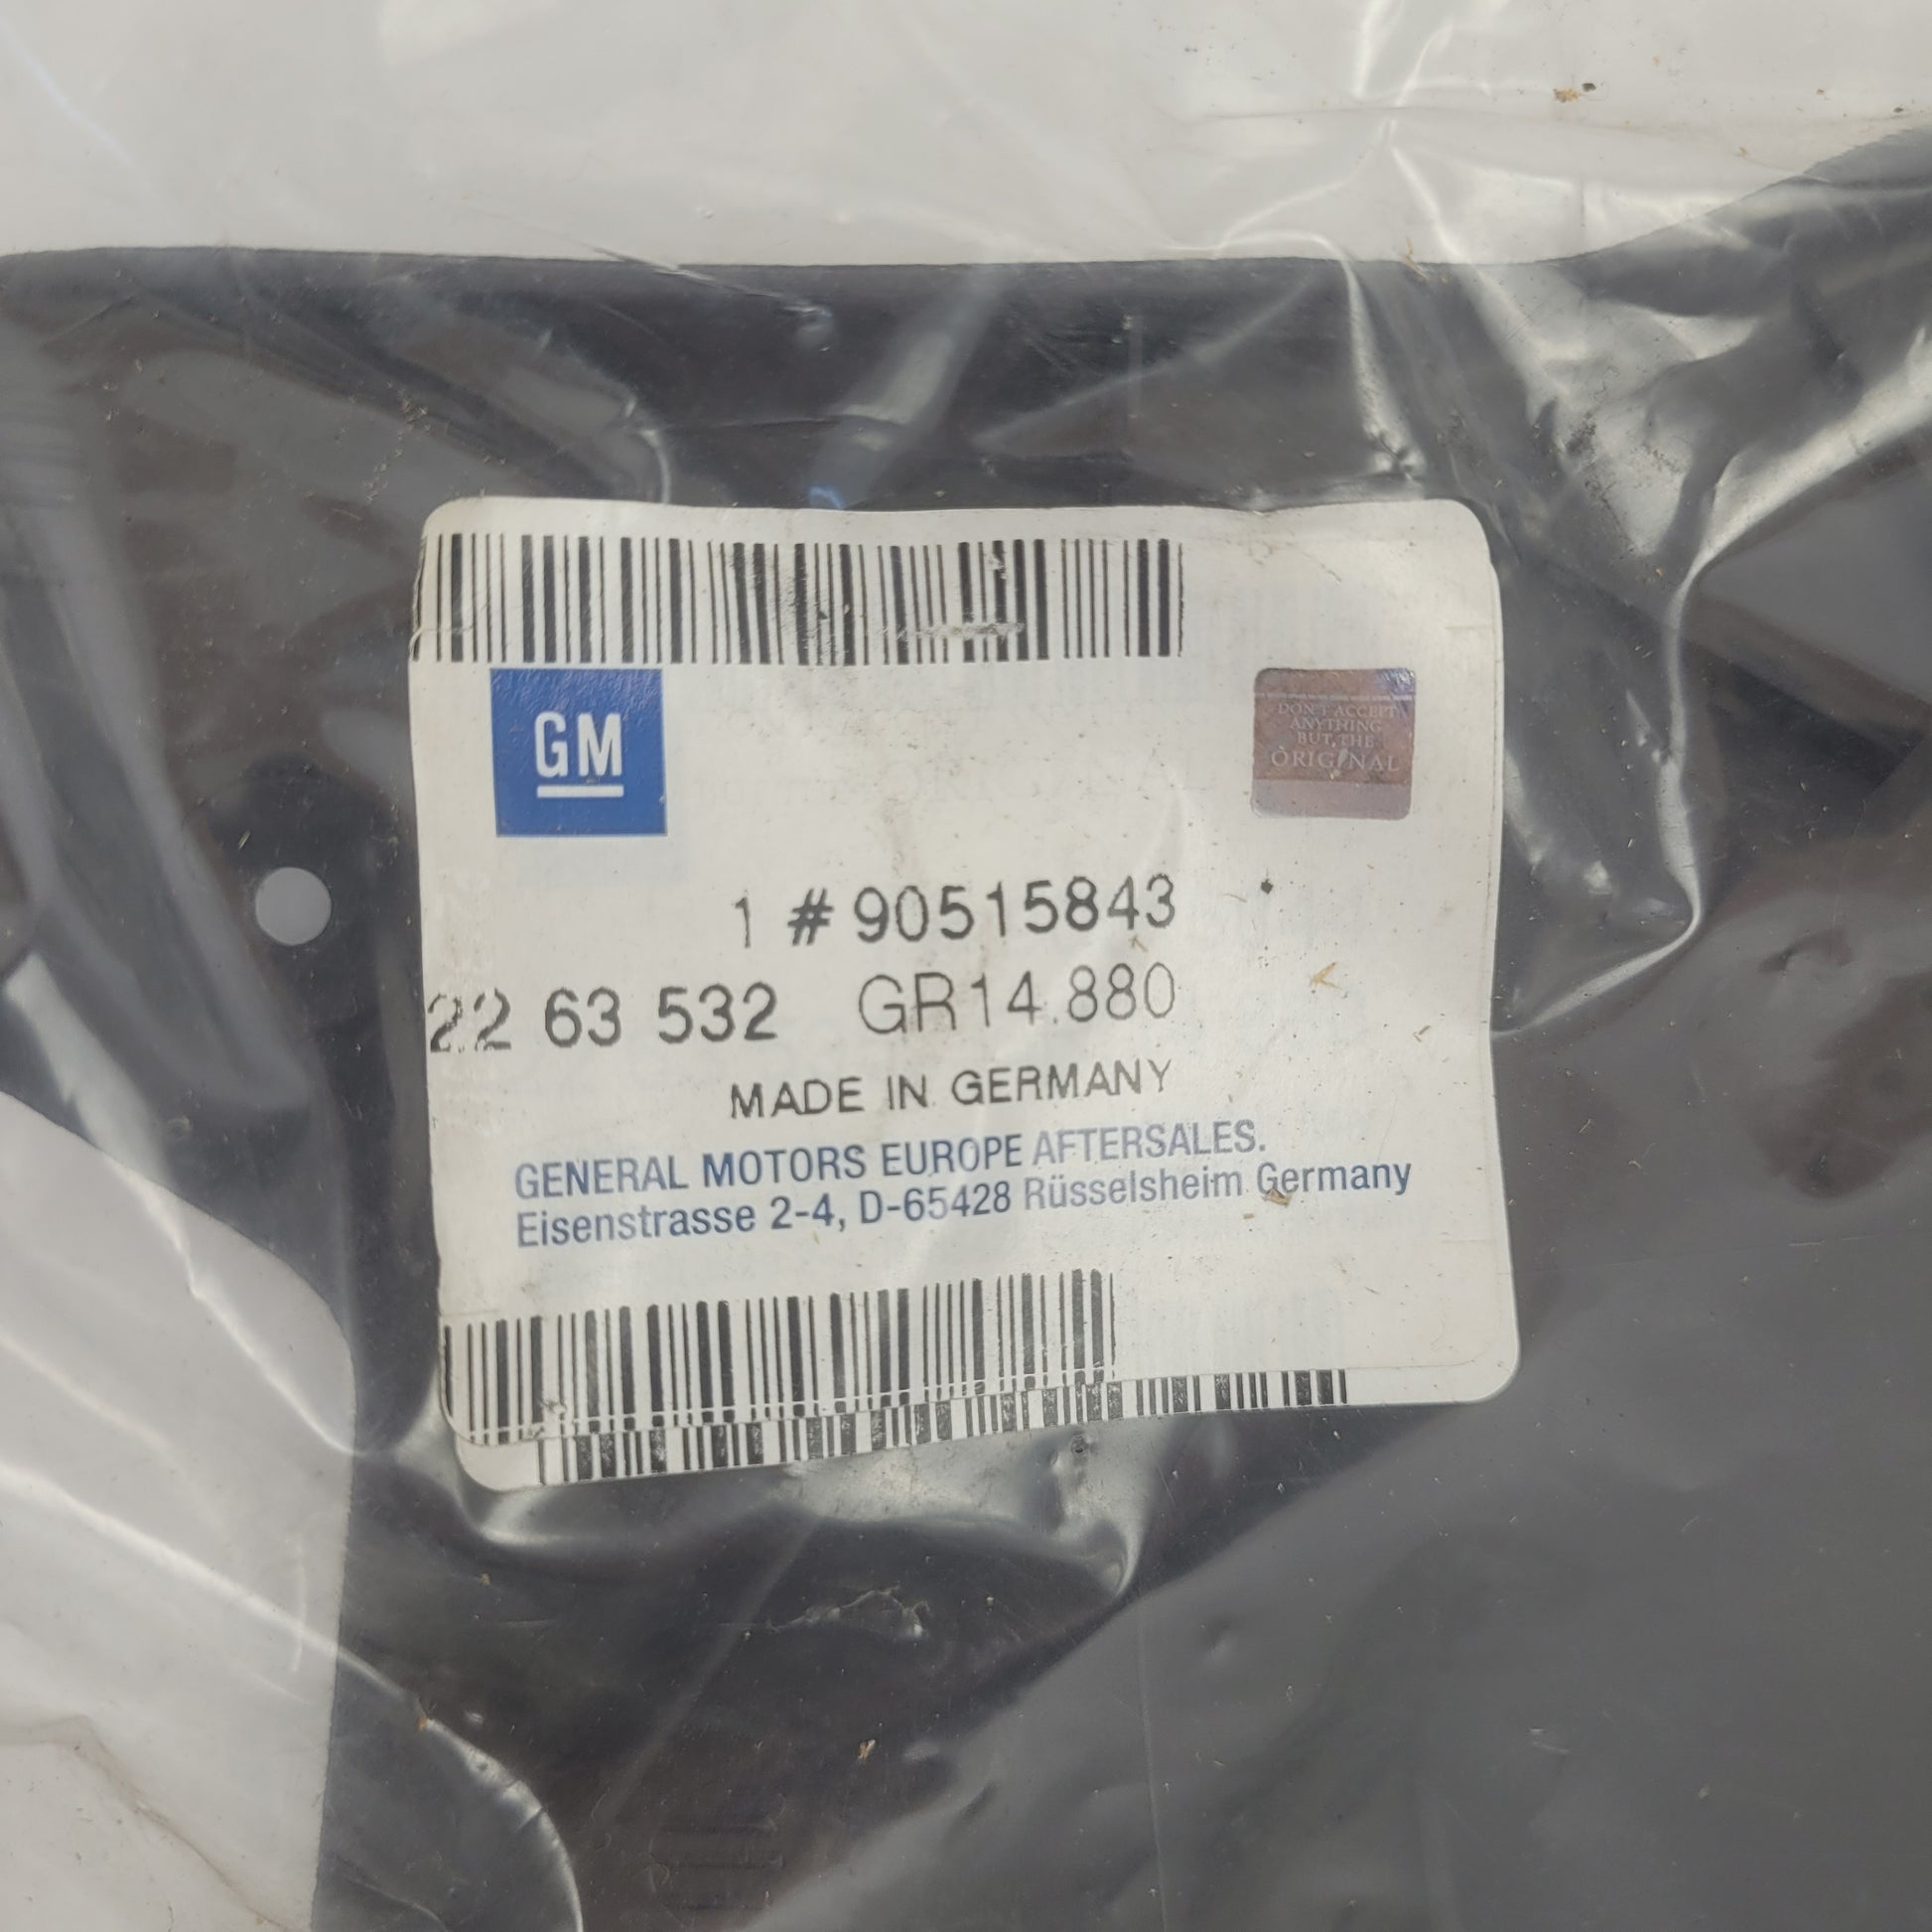 GM
DON'T ACCEPT
ANYTHING
BUT THE
ORIGINAL
1 # 90515843
22 63 532 GR14.880
MADE IN GERMANY
GENERAL MOTORS EUROPE AFTERSALES.
Eisenstrasse 2-4, D-65428 Rüsselsheim Germany